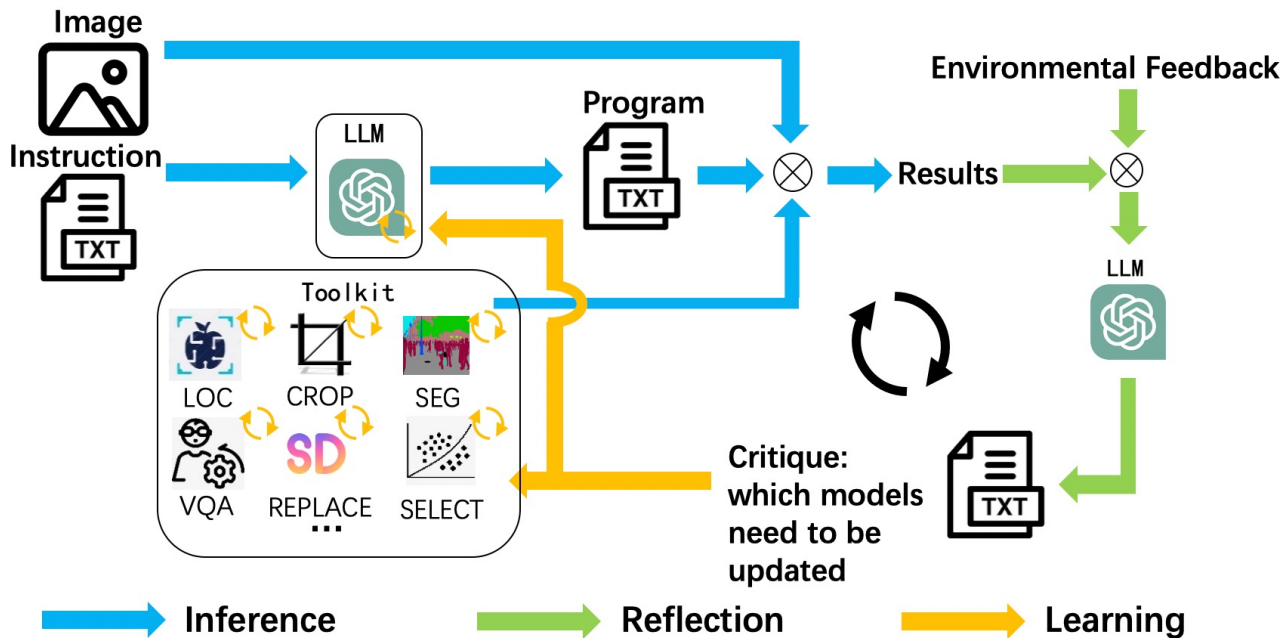 Image
Environmental Feedback
Instruction
TXT
LLM
Program
TXT
Results
LLM
Toolkit
LOC
CROP
SEG
VQA
SD
REPLACE
SELECT
...
Critique:
which models
need to be
updated
TXT
Inference
Reflection
Learning